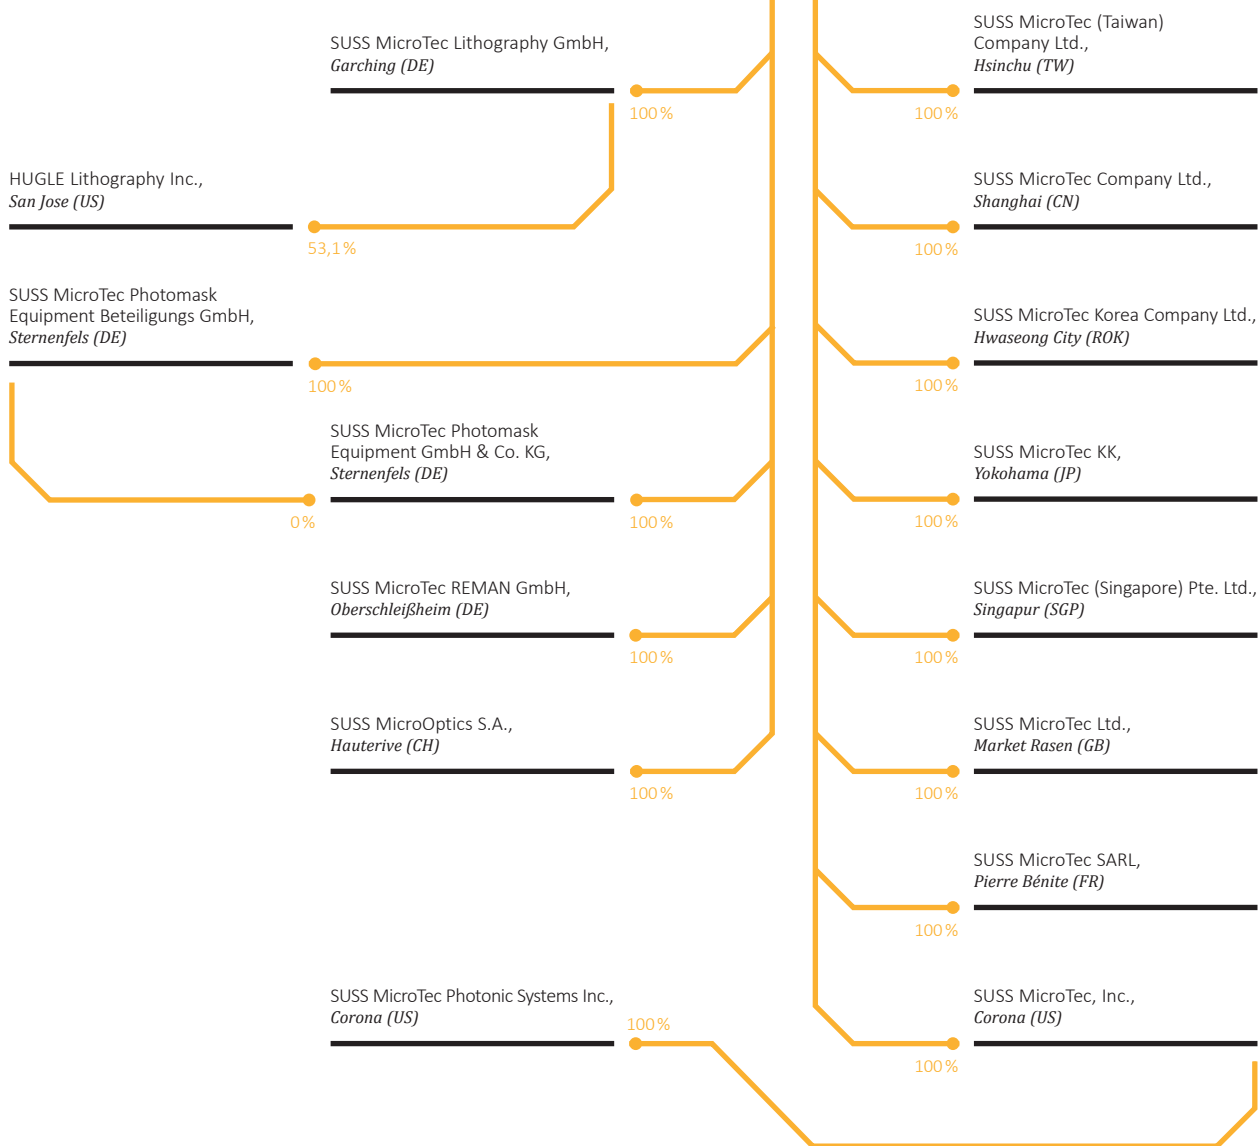 SUSS MicroTec Lithography GmbH,
Garching (DE)
100 %
HUGLE Lithography Inc.,
San Jose (US)
53,1 %
SUSS MicroTec Photomask
Equipment Beteiligungs GmbH,
Sternenfels (DE)
100 %
SUSS MicroTec Photomask
Equipment GmbH & Co. KG,
Sternenfels (DE)
0 %
100 %
SUSS MicroTec REMAN GmbH,
Oberschleißheim (DE)
100 %
SUSS MicroOptics S.A.,
Hauterive (CH)
100 %
SUSS MicroTec Photonic Systems Inc.,
Corona (US)
100 %
SUSS MicroTec (Taiwan)
Company Ltd.,
Hsinchu (TW)
100 %
SUSS MicroTec Company Ltd.,
Shanghai (CN)
100 %
SUSS MicroTec Korea Company Ltd.,
Hwaseong City (ROK)
100 %
SUSS MicroTec KK,
Yokohama (JP)
100 %
SUSS MicroTec (Singapore) Pte. Ltd.,
Singapur (SGP)
100 %
SUSS MicroTec Ltd.,
Market Rasen (GB)
100 %
SUSS MicroTec SARL,
Pierre Bénite (FR)
100 %
SUSS MicroTec, Inc.,
Corona (US)
100 %